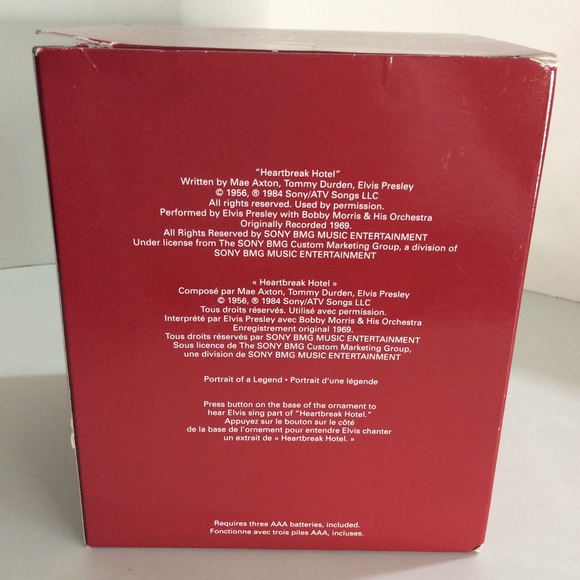 "Heartbreak Hotel"
Written by Mae Axton, Tommy Durden, Elvis Presley
© 1956, ® 1984 Sony/ATV Songs LLC
All rights reserved. Used by permission.
Performed by Elvis Presley with Bobby Morris & His Orchestra
Originally Recorded 1969.
All Rights Reserved by SONY BMG MUSIC ENTERTAINMENT
Under license from The SONY BMG Custom Marketing Group, a division of
SONY BMG MUSIC ENTERTAINMENT
« Heartbreak Hotel »
Composé par Mae Axton, Tommy Durden, Elvis Presley
© 1956, ® 1984 Sony/ATV Songs LLC
Tous droits réservés. Utilisé avec permission.
Interprété par Elvis Presley avec Bobby Morris & His Orchestra
Enregistrement original 1969.
Tous droits réservés par SONY BMG MUSIC ENTERTAINMENT
Sous licence de The SONY BMG Custom Marketing Group,
une division de SONY BMG MUSIC ENTERTAINMENT
Portrait of a Legend • Portrait d'une légende
Press button on the base of the ornament to
hear Elvis sing part of "Heartbreak Hotel."
Appuyez sur le bouton sur le côté
de la base de l'ornement pour entendre Elvis chanter
un extrait de « Heartbreak Hotel. »
Requires three AAA batteries, included.
Fonctionne avec trois piles AAA, incluses.